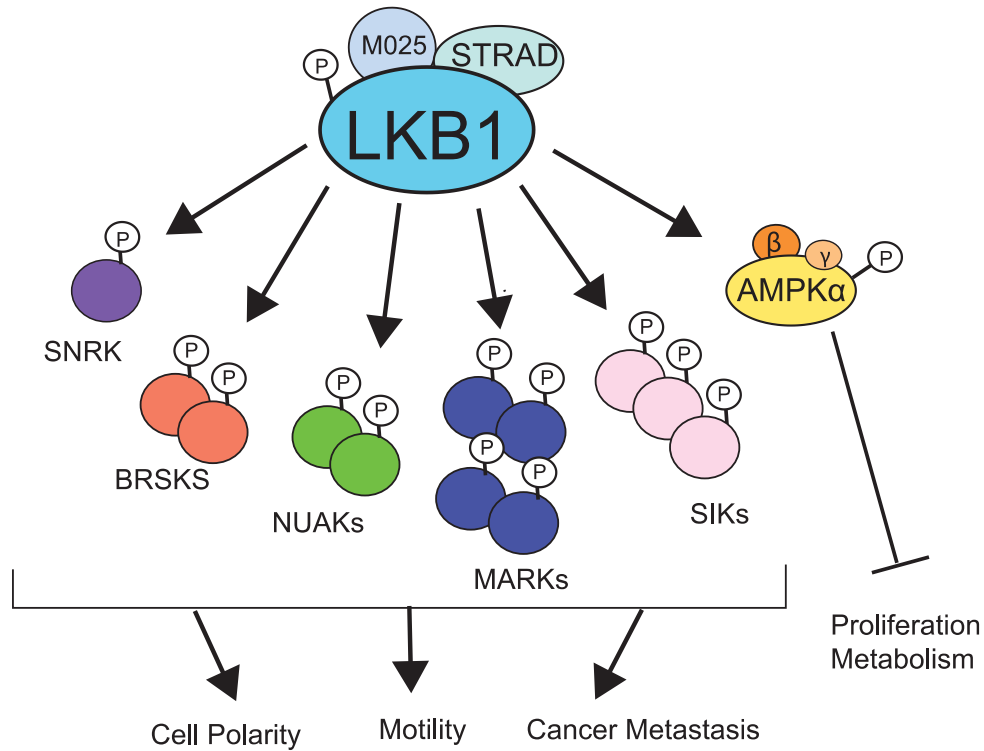 M025
STRAD
P
LKB1
P
β
γ
P
AMPKα
SNRK
P
P
BRSKS
P
P
NUAKs
P
P
P
P
MARKs
P
P
P
SIKs
Proliferation
Metabolism
Cell Polarity
Motility
Cancer Metastasis